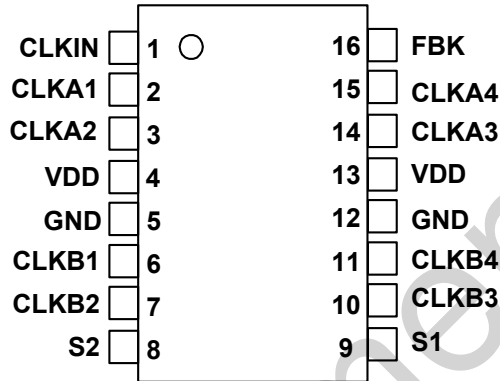 CLKIN 1 16 FBK
CLKA1 2 15 CLKA4
CLKA2 3 14 CLKA3
VDD 4 13 VDD
GND 5 12 GND
CLKB1 6 11 CLKB4
CLKB2 7 10 CLKB3
S2 8 9 S1